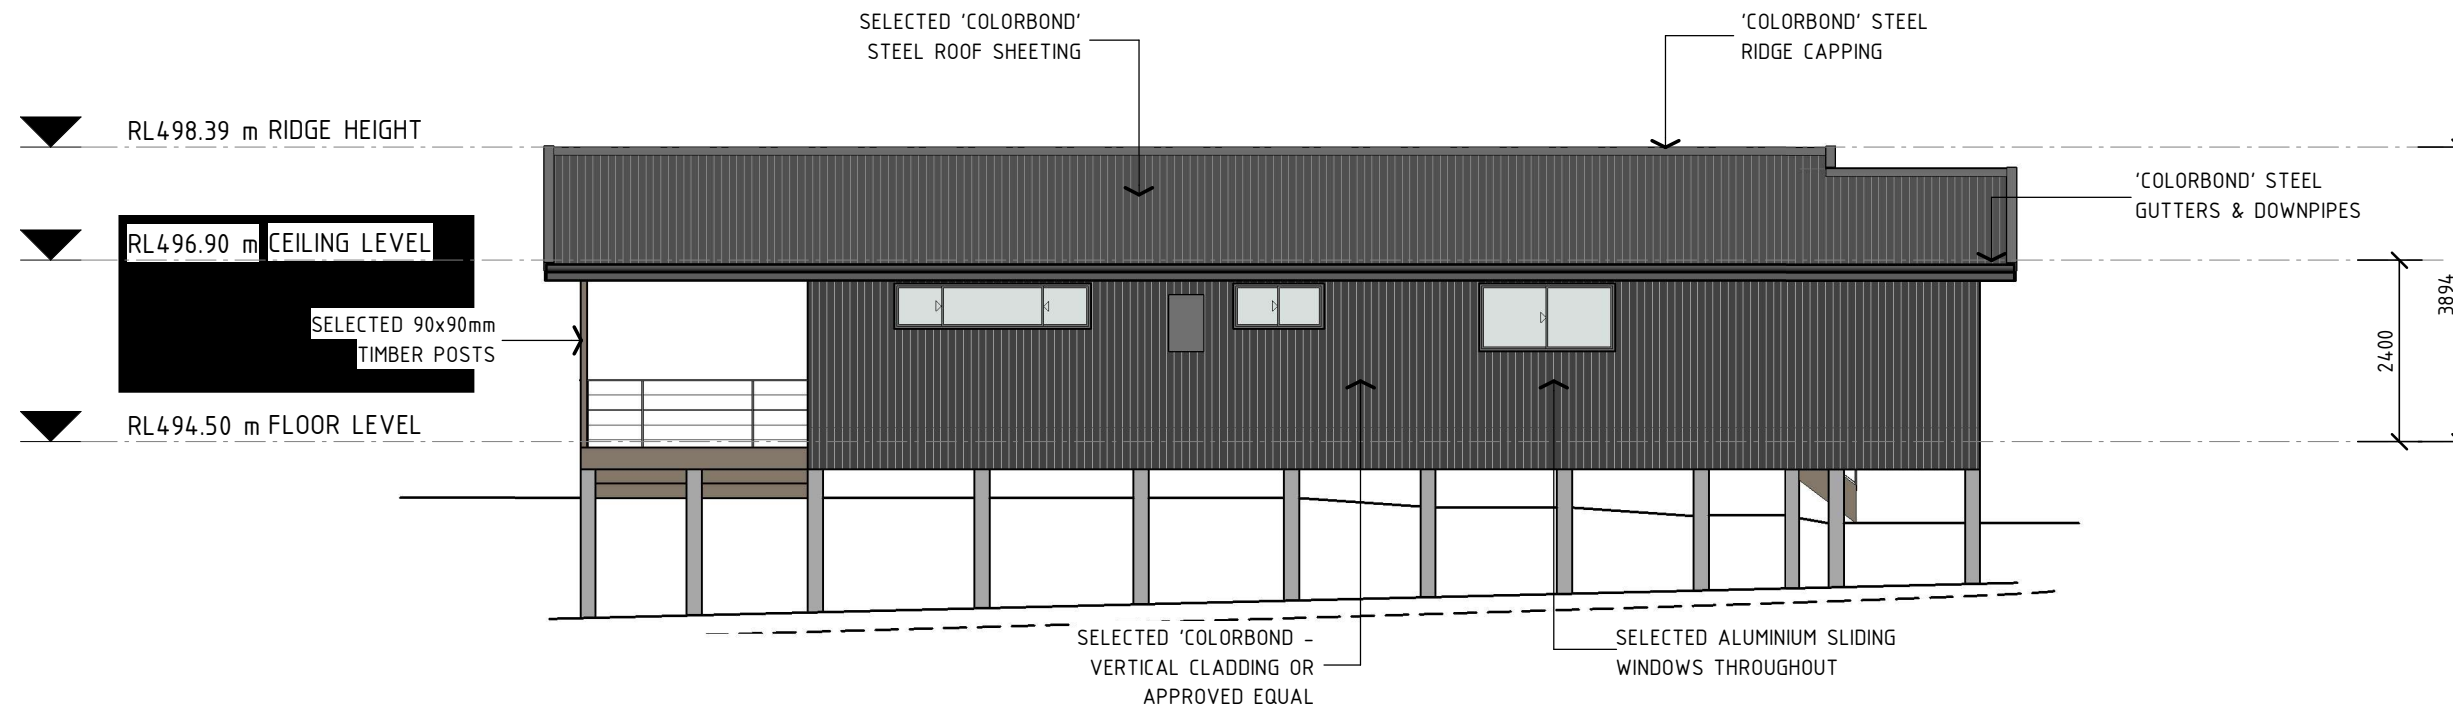 SELECTED 'COLORBOND'
STEEL ROOF SHEETING
'COLORBOND' STEEL
RIDGE CAPPING
RL498.39 m RIDGE HEIGHT
'COLORBOND' STEEL
GUTTERS & DOWNPIPES
RL496.90 m CEILING LEVEL
SELECTED 90x90mm
TIMBER POSTS
3894
2400
RL494.50 m FLOOR LEVEL
SELECTED 'COLORBOND -
VERTICAL CLADDING OR
APPROVED EQUAL
SELECTED ALUMINIUM SLIDING
WINDOWS THROUGHOUT